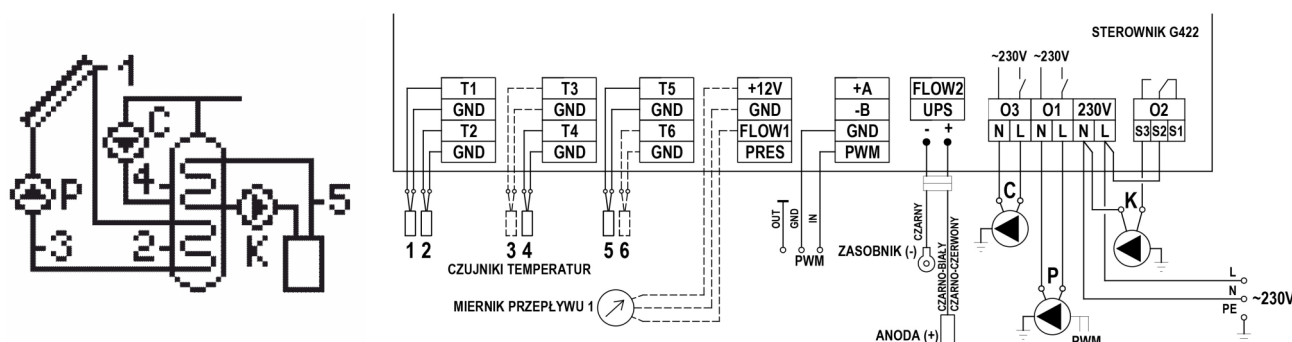 1
C
P
4
5
3
2
K
STEROWNIK G422
~230V ~230V
T1
GND
T2
GND
T3
GND
T4
GND
T5
GND
T6
GND
+12V
GND
FLOW1
PRES
+A
-B
GND
PWM
FLOW2
UPS
- +
O3 O1 230V O2
N L N L N L S3 S2 S1
1 2 3 4 5 6
CZUJNIKI TEMPERATUR
MIERNIK PRZEPŁYWU 1
OUT
GND
IN
PWM
CZARNY
ZASOBNIK (-)
CZARNO-BIAŁY
CZARNO-CZERWONY
ANODA (+)
C
K
P
PWM
L
N
PE
~230V